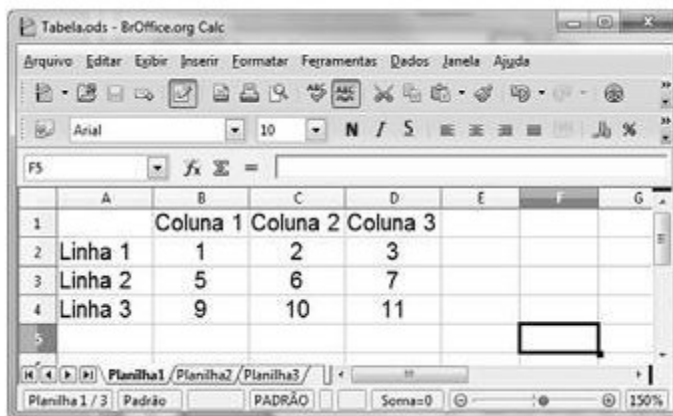 Tabela.ods - BrOffice.org Calc
Arquivo Editar Exibir Inserir Formatar Ferramentas Dados Janela Ajuda
Arial 10 N I S %
F5 fx Σ =
A B C D E F G
1 Coluna 1 Coluna 2 Coluna 3
2 Linha 1 1 2 3
3 Linha 2 5 6 7
4 Linha 3 9 10 11
5
Planilha1 Planilha2 Planilha3
Planilha 1 / 3 Padrão PADRÃO Soma=0 150%